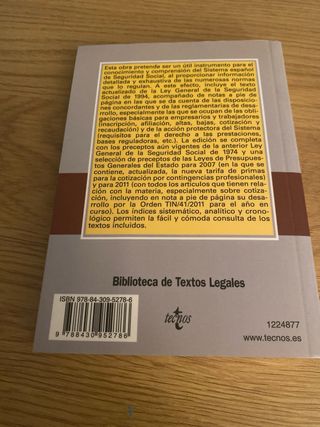 Esta obra pretende ser un útil instrumento para el
conocimiento y comprensión del Sistema español
de Seguridad Social, al proporcionar información
detallada y exhaustiva de las numerosas normas
que lo regulan. A este efecto, incluye el texto
actualizado de la Ley General de la Seguridad
Social de 1994, acompañado de notas a pie de
página en las que se da cuenta de las disposicio-
nes concordantes y de las reglamentarias de desa-
rrollo, especialmente las que se ocupan de las obli-
gaciones básicas para empresarios y trabajadores
(inscripción, afiliación, altas, bajas, cotización y
recaudación) y de la acción protectora del Sistema
(requisitos para el derecho a las prestaciones,
bases reguladoras, etc.). La edición se completa
con los preceptos aún vigentes de la anterior Ley
General de la Seguridad Social de 1974 y una
selección de preceptos de las Leyes de Presupues-
tos Generales del Estado para 2007 (en la que se
contiene, actualizada, la nueva tarifa de primas
para la cotización por contingencias profesionales)
y para 2011 (con todos los artículos que tienen rela-
ción con la materia, especialmente sobre cotiza-
ción, incluyendo en nota a pie de página su desa-
rrollo por la Orden TIN/41/2011 para el año en
curso). Los índices sistemático, analítico y crono-
lógico permiten la fácil y cómoda consulta de los
textos incluidos.
Biblioteca de Textos Legales
ISBN 978-84-309-5278-6
9 788430 952786
tecnos
1224877
www.tecnos.es